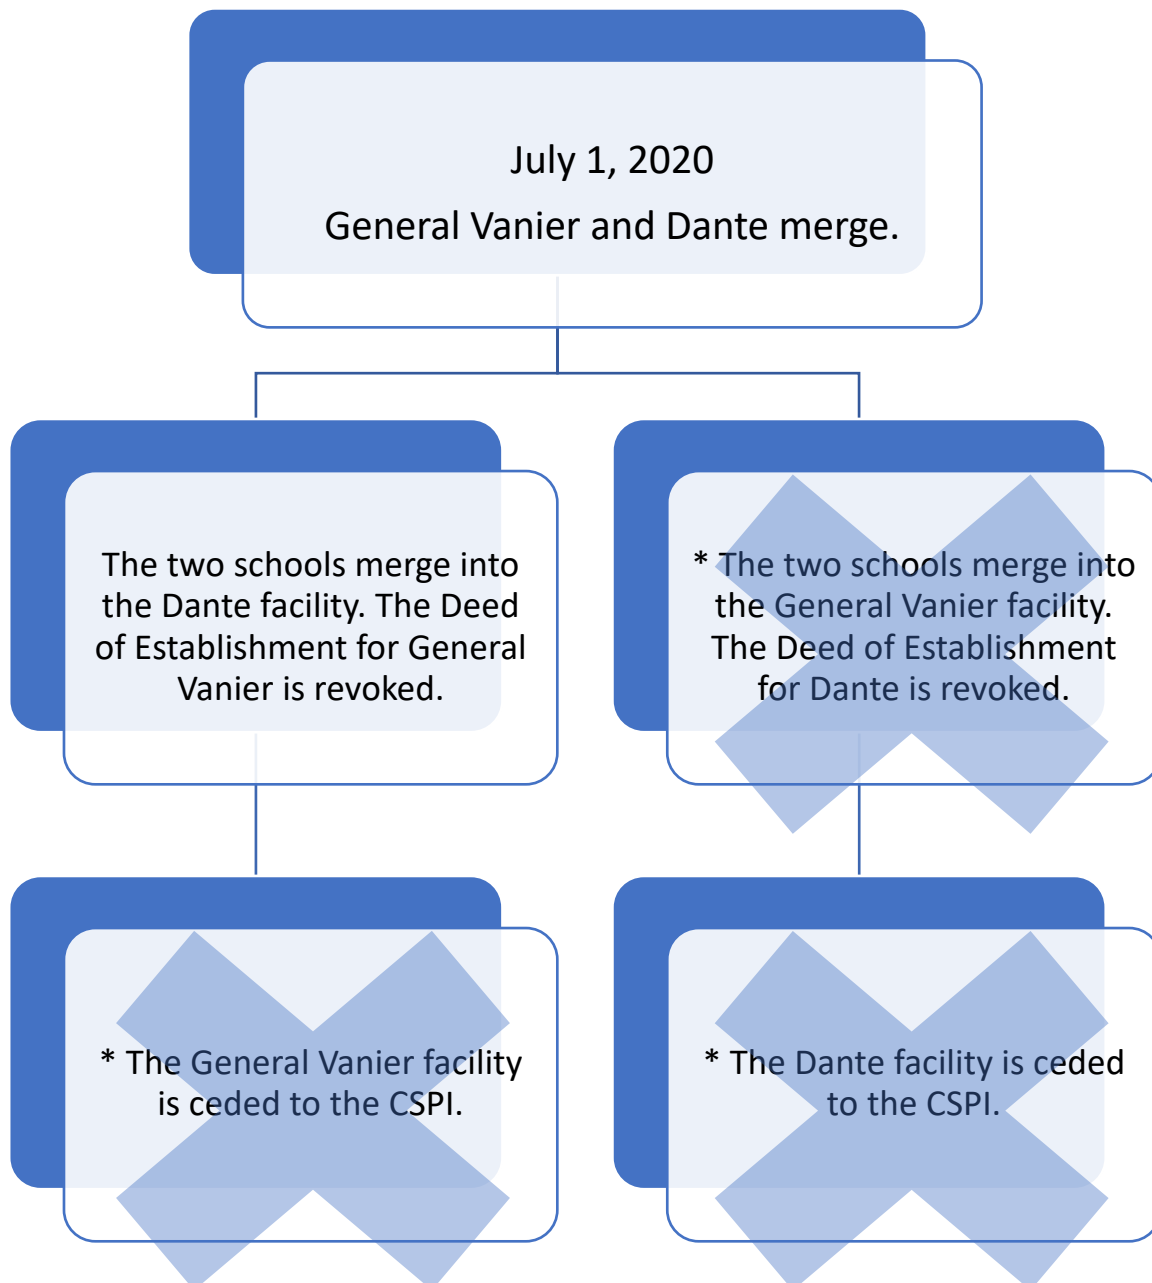 July 1, 2020
General Vanier and Dante merge.
The two schools merge into
the Dante facility. The Deed
of Establishment for General
Vanier is revoked.
* The two schools merge into
the General Vanier facility.
The Deed of Establishment
for Dante is revoked.
* The General Vanier facility
is ceded to the CSPI.
* The Dante facility is ceded
to the CSPI.